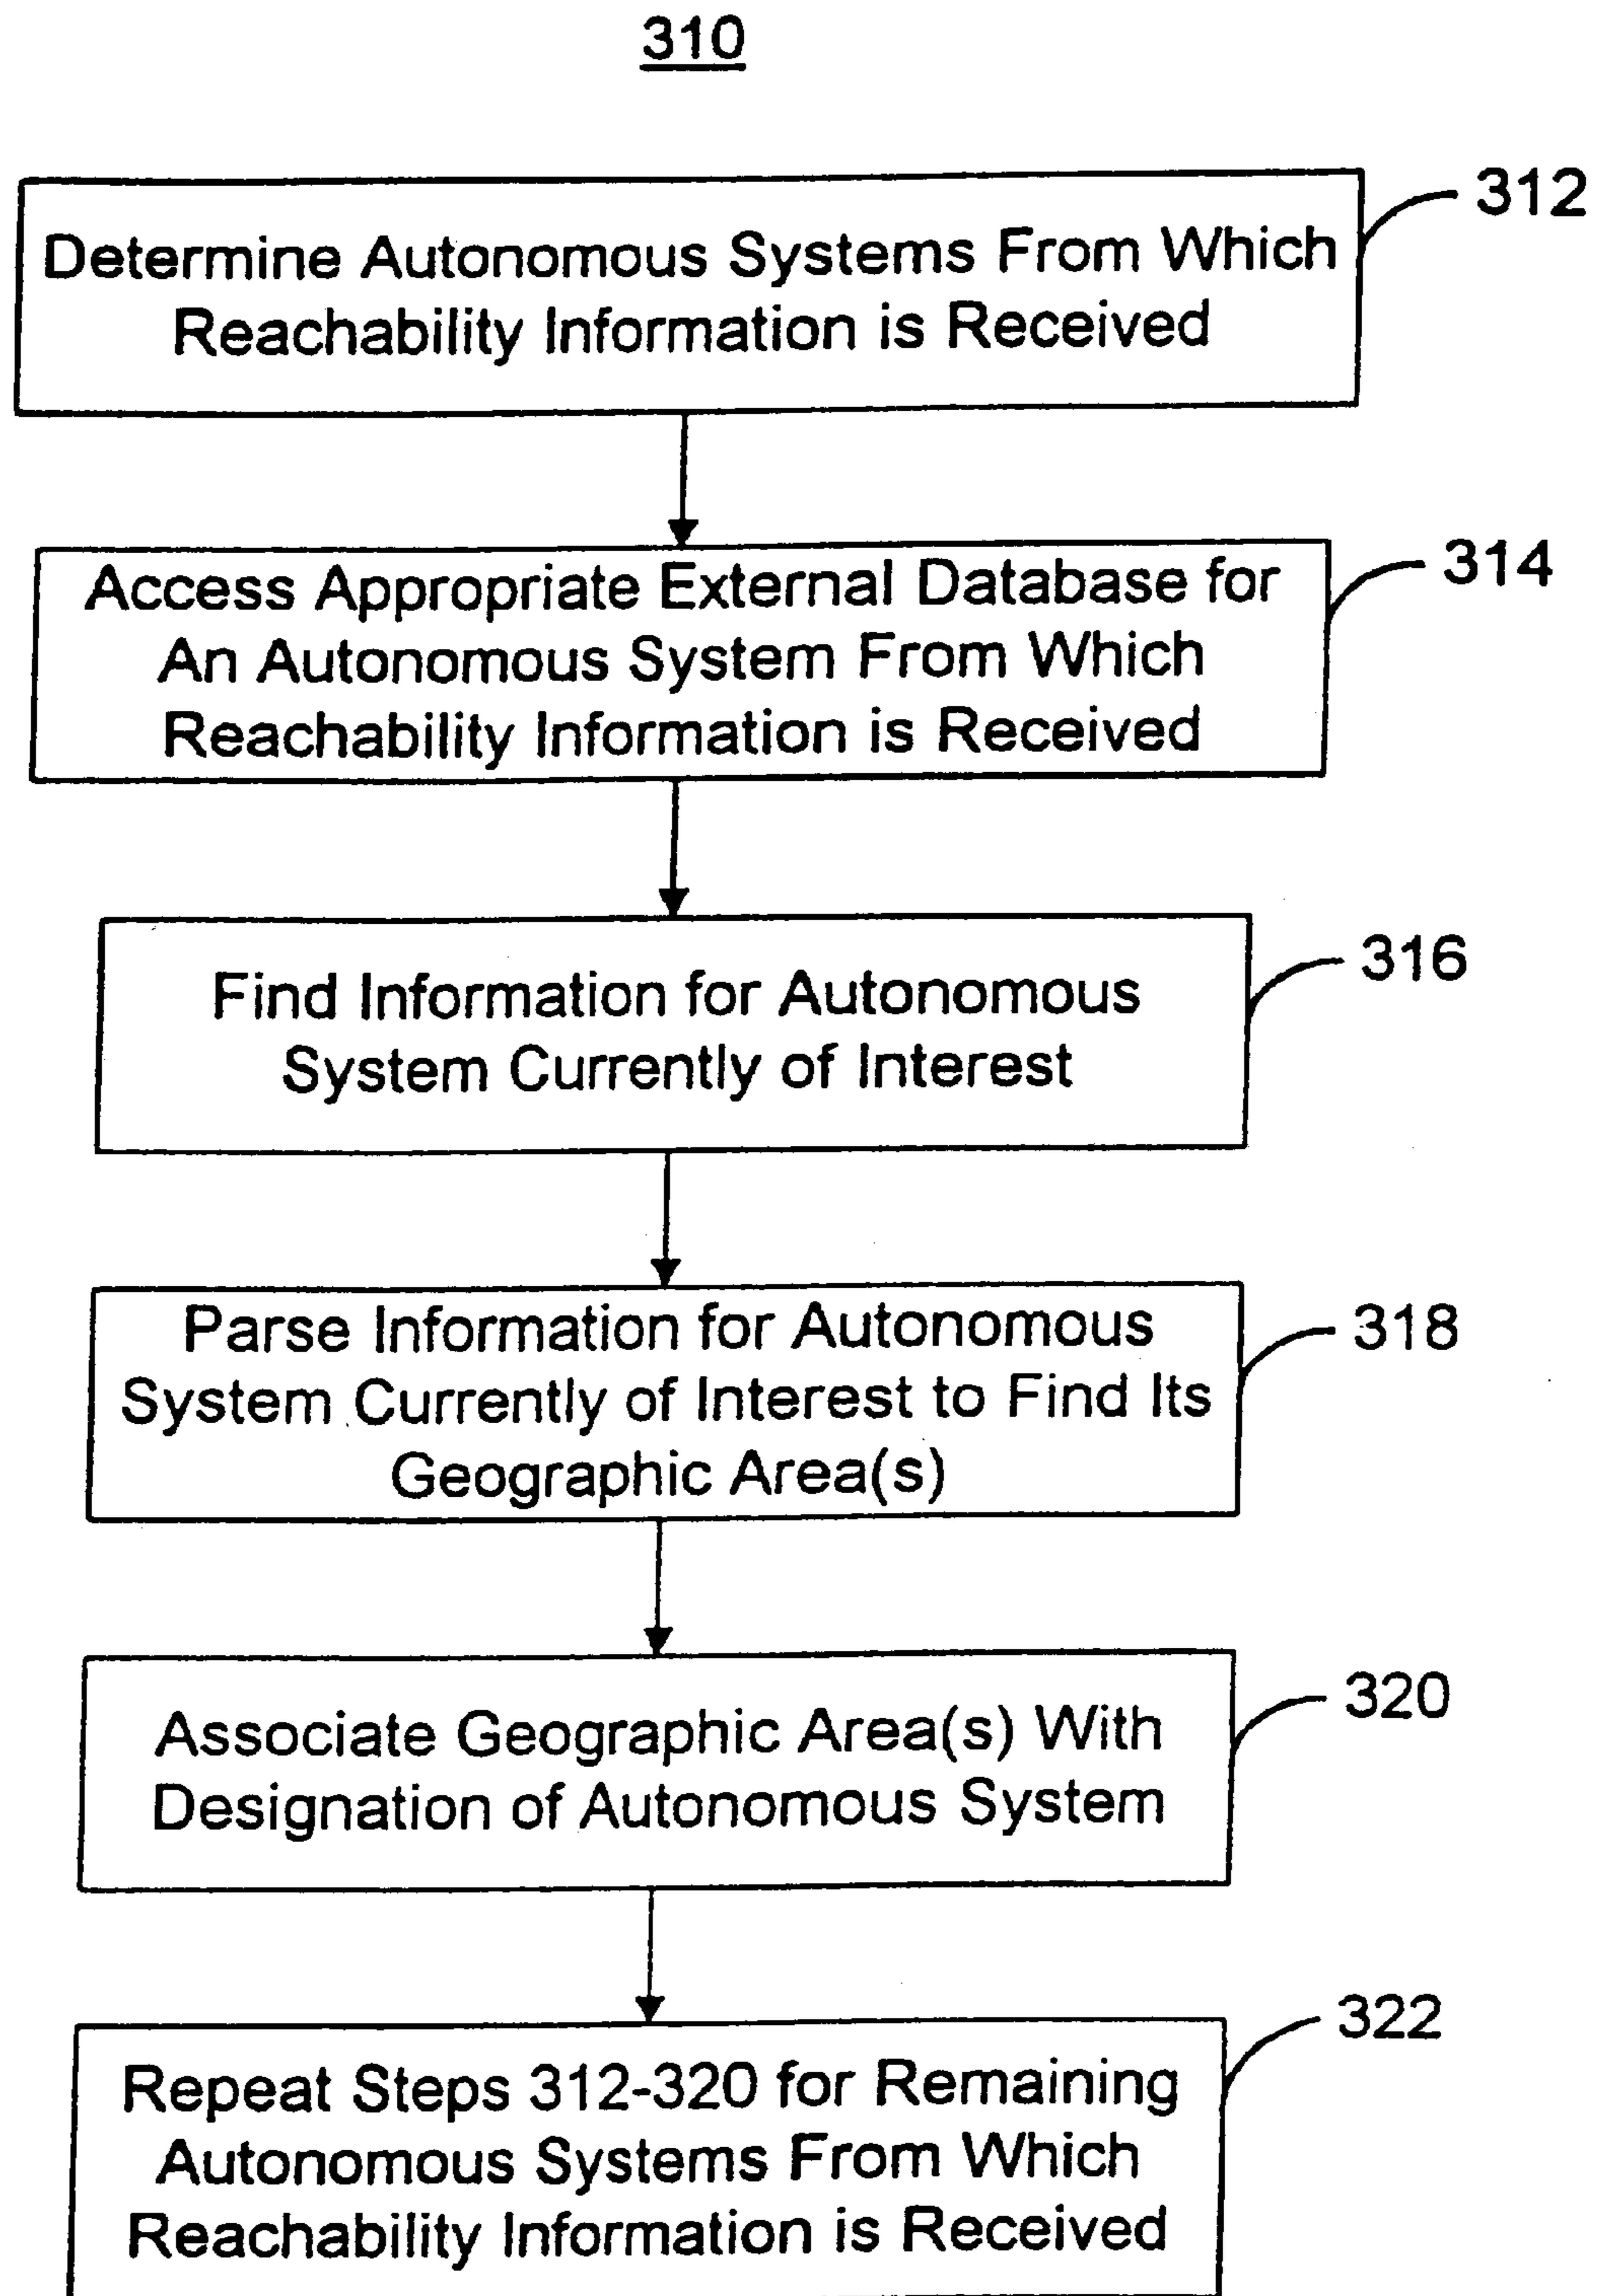 310
312
Determine Autonomous Systems From Which
Reachability Information is Received
314
Access Appropriate External Database for
An Autonomous System From Which
Reachability Information is Received
316
Find Information for Autonomous
System Currently of Interest
318
Parse Information for Autonomous
System Currently of Interest to Find Its
Geographic Area(s)
320
Associate Geographic Area(s) With
Designation of Autonomous System
322
Repeat Steps 312-320 for Remaining
Autonomous Systems From Which
Reachability Information is Received